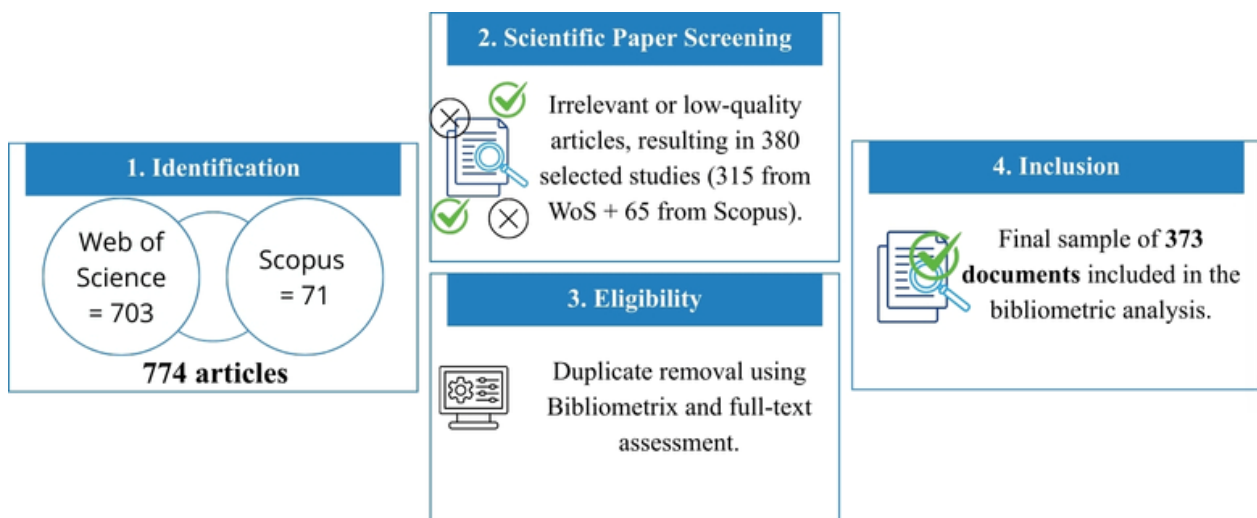 1. Identification
Web of
Science
= 703
Scopus
= 71
774 articles
2. Scientific Paper Screening
Irrelevant or low-quality
articles, resulting in 380
selected studies (315 from
WoS + 65 from Scopus).
3. Eligibility
Duplicate removal using
Bibliometrix and full-text
assessment.
4. Inclusion
Final sample of 373
documents included in the
bibliometric analysis.